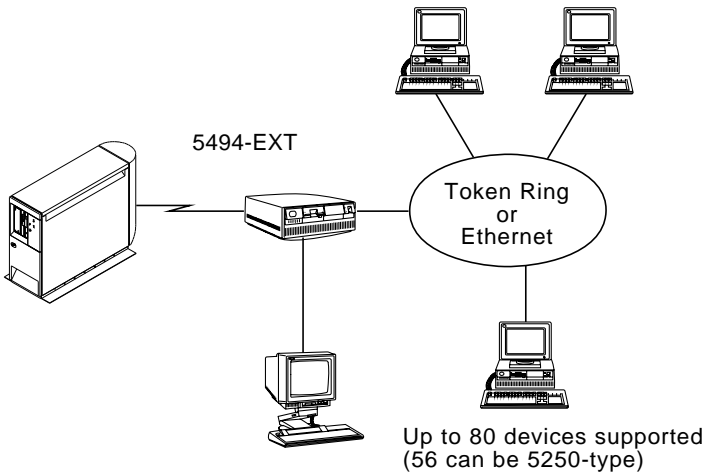 5494-EXT
Token Ring
or
Ethernet
Up to 80 devices supported
(56 can be 5250-type)